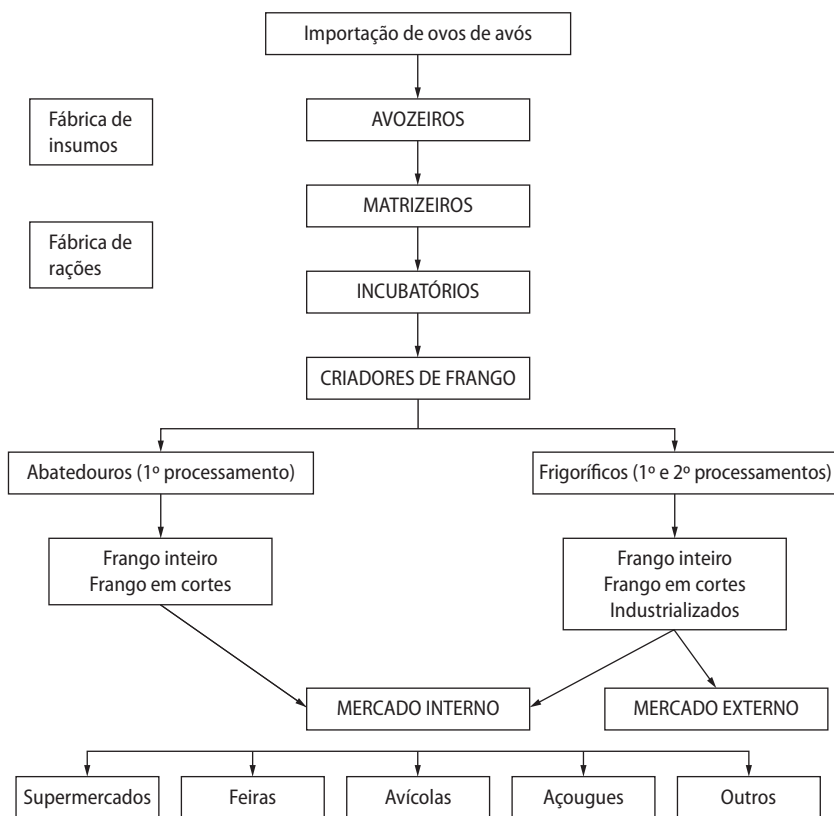 Importação de ovos de avós
Fábrica de
insumos
AVOZEIROS
MATRIZEIROS
Fábrica de
rações
INCUBATÓRIOS
CRIADORES DE FRANGO
Abatedouros (1º processamento)
Frigoríficos (1º e 2º processamentos)
Frango inteiro
Frango em cortes
Frango inteiro
Frango em cortes
Industrializados
MERCADO INTERNO
MERCADO EXTERNO
Supermercados
Feiras
Avícolas
Açougues
Outros